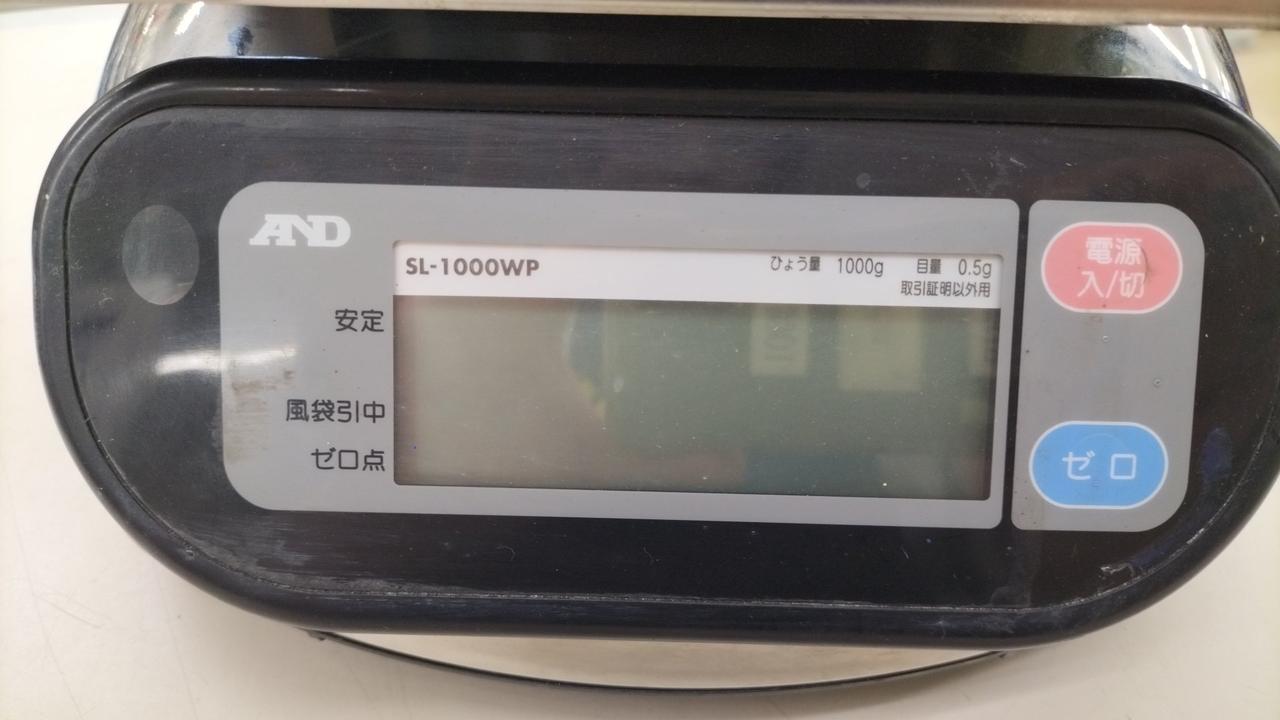 AND
SL-1000WP ひょう量 1000g 目量 0.5g
取引証明以外用
安定
風袋引中
ゼロ点
電源
入/切
ゼロ